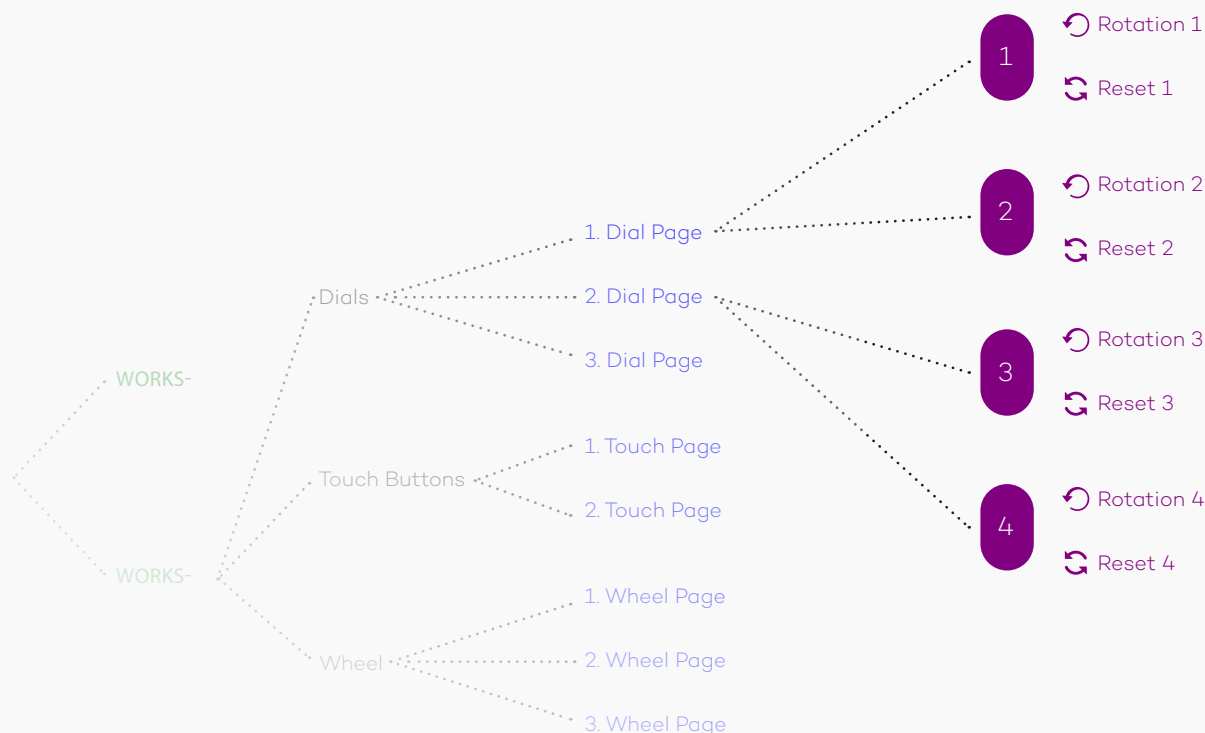 WORKS-
WORKS-
Dials
Touch Buttons
Wheel
1. Dial Page
2. Dial Page
3. Dial Page
1. Touch Page
2. Touch Page
1. Wheel Page
2. Wheel Page
3. Wheel Page
1
Rotation 1
Reset 1
2
Rotation 2
Reset 2
3
Rotation 3
Reset 3
4
Rotation 4
Reset 4